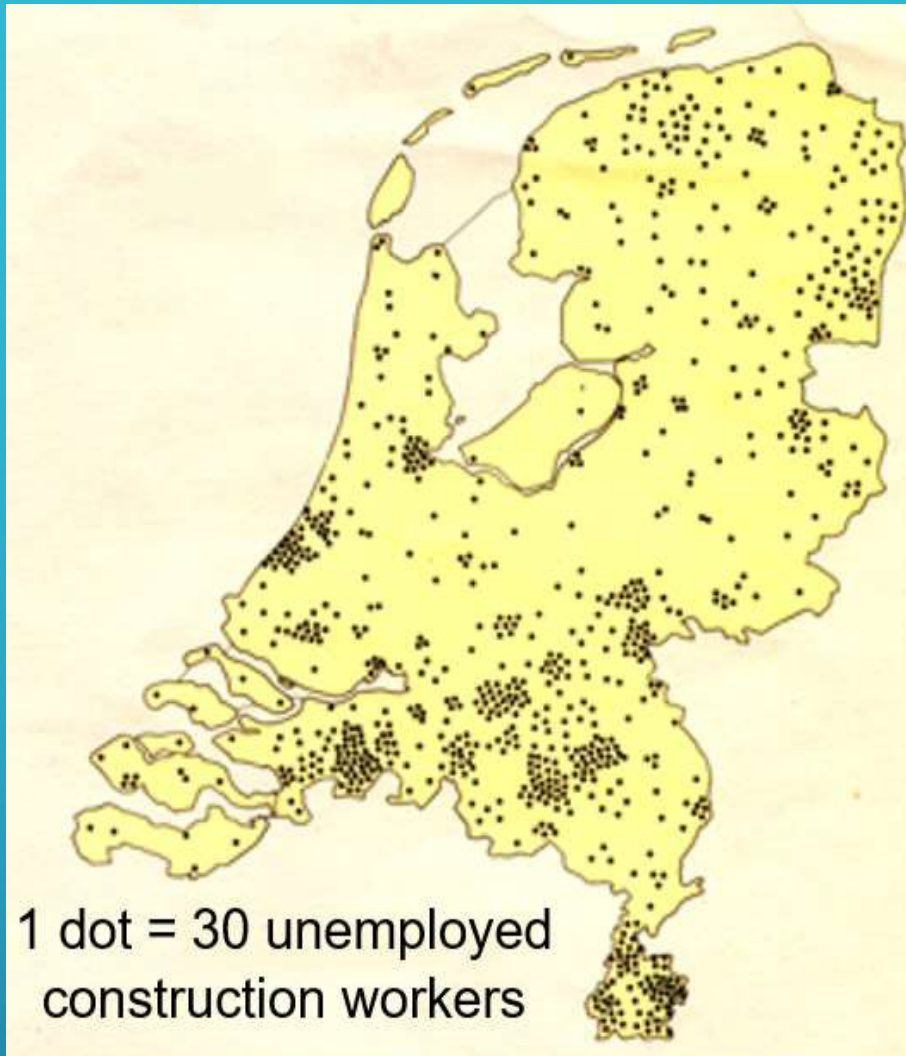 1 dot = 30 unemployed
construction workers